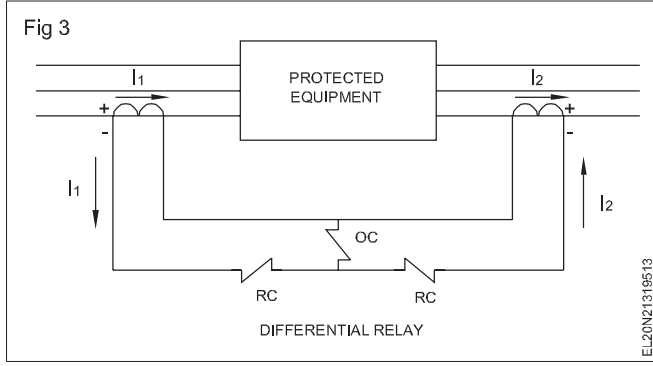 Fig 3
PROTECTED
EQUIPMENT
I1
I2
+
-
+
-
I1
I2
OC
RC
RC
DIFFERENTIAL RELAY
EL20N21319513